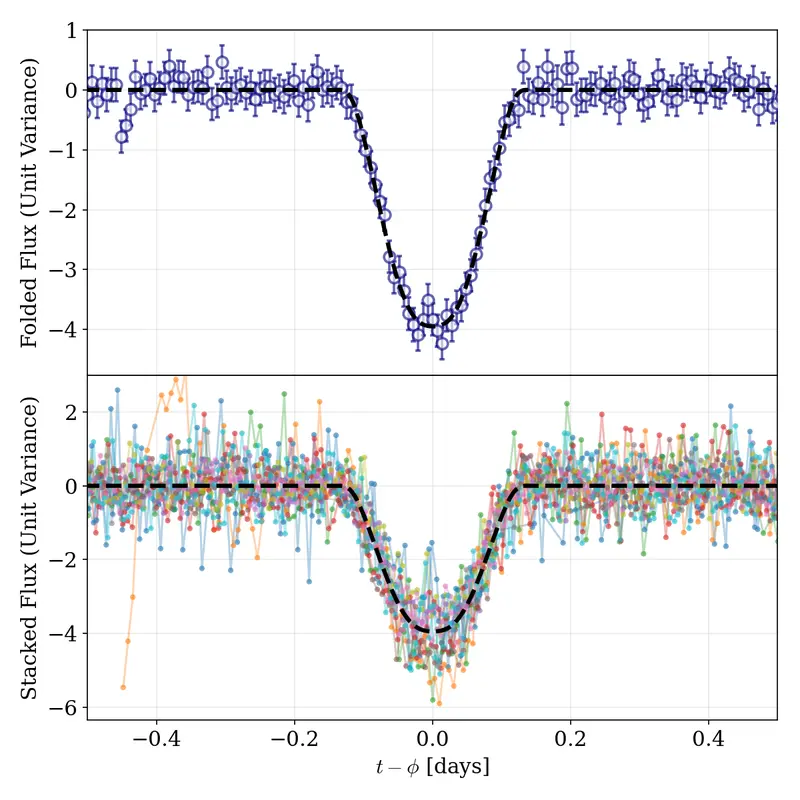 Folded Flux (Unit Variance)
1
0
−1
−2
−3
−4
Stacked Flux (Unit Variance)
2
0
−2
−4
−6
−0.4 −0.2 0.0 0.2 0.4
t − ϕ [days]